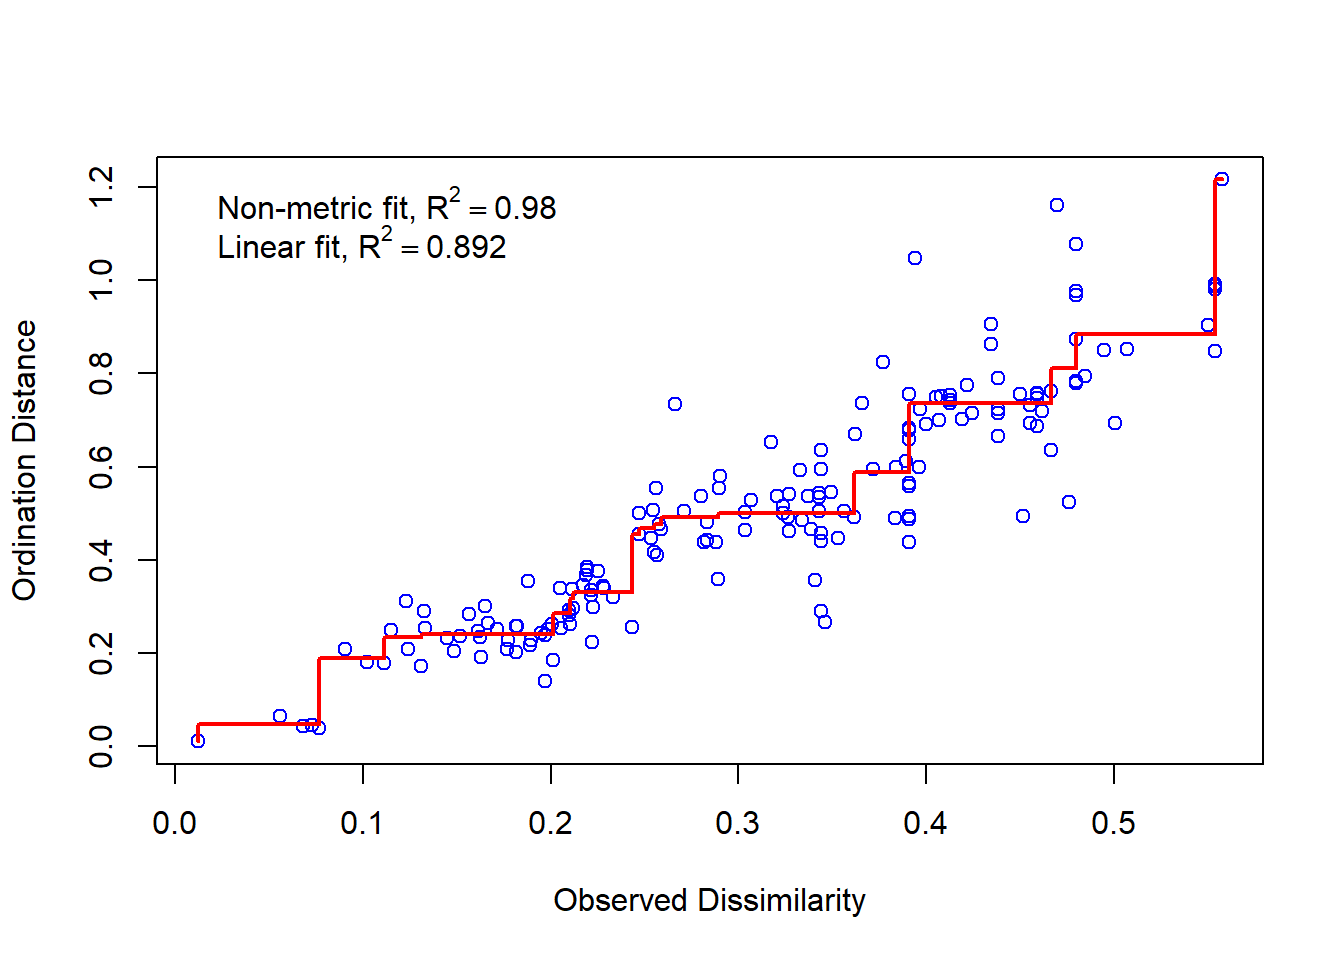 Non-metric fit, R² = 0.98
Linear fit, R² = 0.892
Ordination Distance
1.2
1.0
0.8
0.6
0.4
0.2
0.0
0.0 0.1 0.2 0.3 0.4 0.5
Observed Dissimilarity